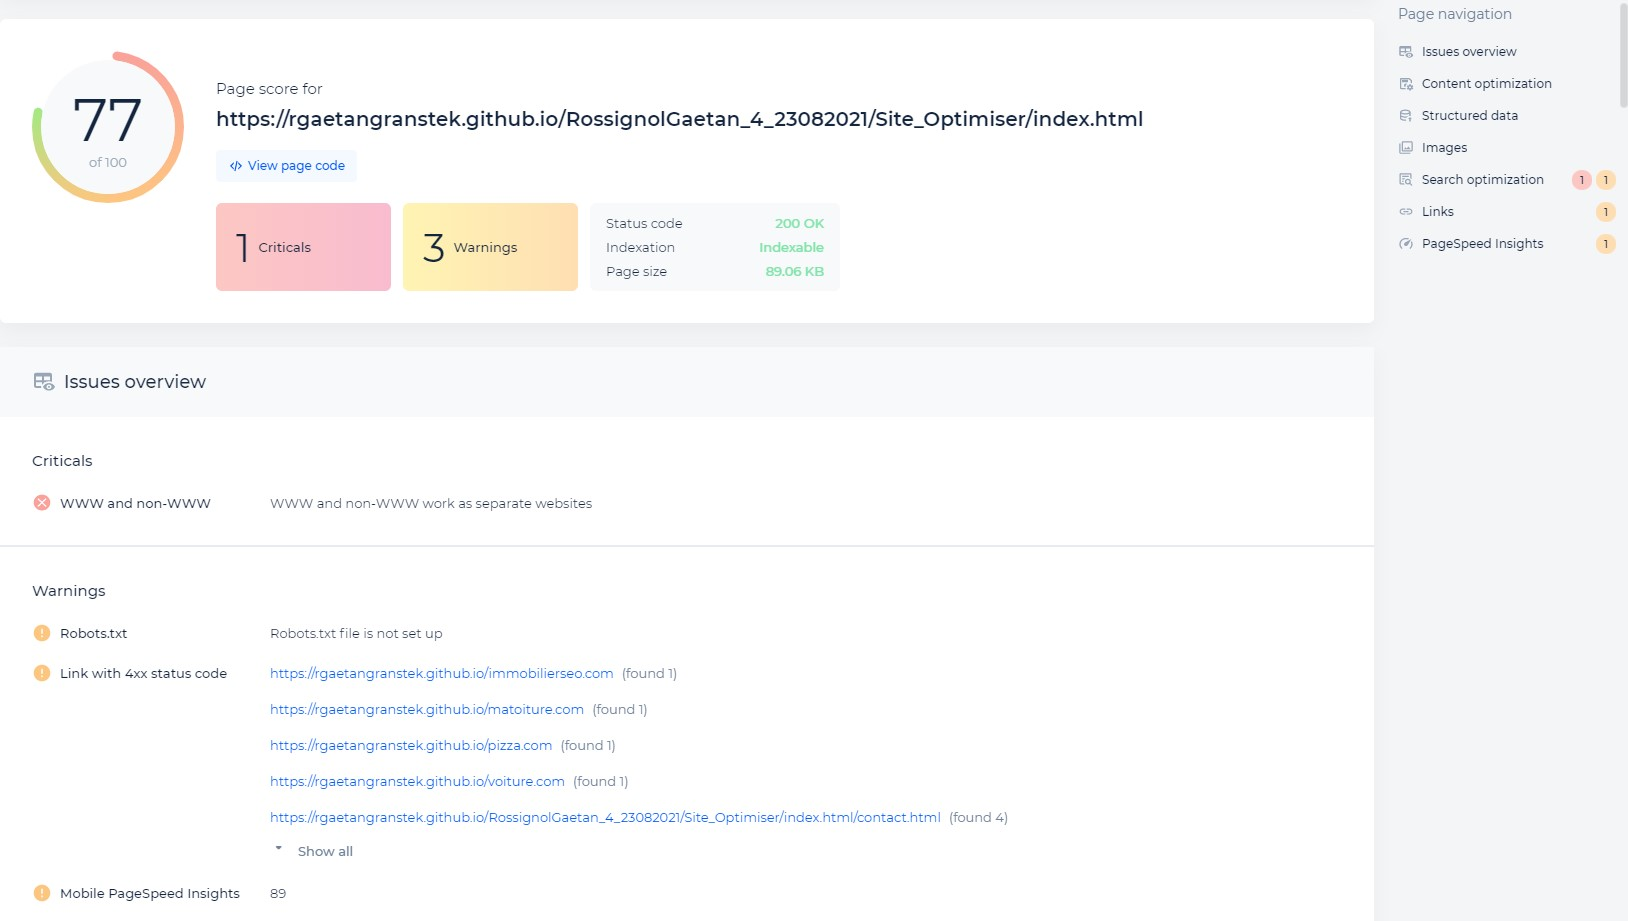 77
of 100
Page score for
https://rgaetangranstek.github.io/RossignolGaetan_4_23082021/Site_Optimiser/index.html
View page code
1 Criticals
3 Warnings
Status code 200 OK
Indexation Indexable
Page size 89.06 KB
Issues overview
Criticals
WWW and non-WWW WWW and non-WWW work as separate websites
Warnings
Robots.txt Robots.txt file is not set up
Link with 4xx status code https://rgaetangranstek.github.io/immobilierseo.com (found 1)
https://rgaetangranstek.github.io/matoiture.com (found 1)
https://rgaetangranstek.github.io/pizza.com (found 1)
https://rgaetangranstek.github.io/voiture.com (found 1)
https://rgaetangranstek.github.io/RossignolGaetan_4_23082021/Site_Optimiser/index.html/contact.html (found 4)
Show all
Mobile PageSpeed Insights 89
Page navigation
Issues overview
Content optimization
Structured data
Images
Search optimization 1 1
Links 1
PageSpeed Insights 1